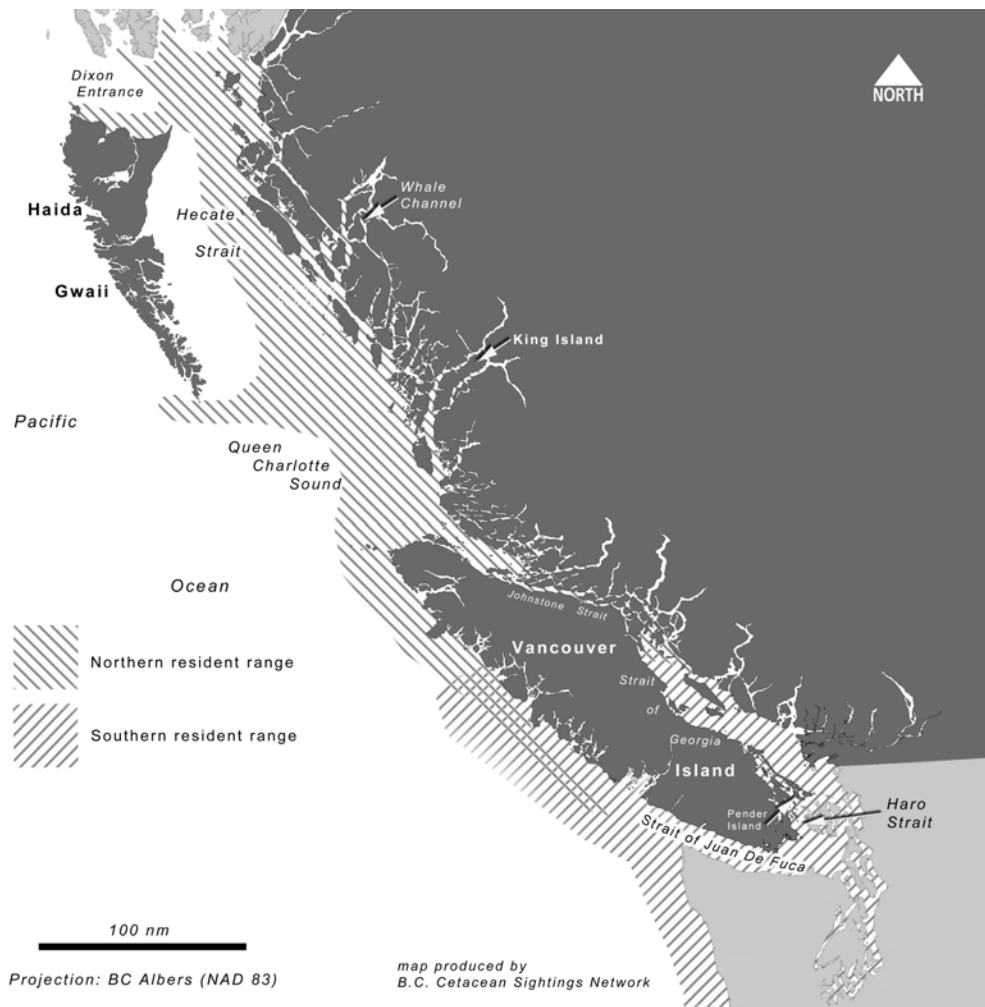 Dixon
Entrance
NORTH
Whale
Channel
Haida
Hecate
Strait
Gwaii
King Island
Pacific
Queen
Charlotte
Sound
Ocean
Johnstone Strait
Vancouver
Northern resident range
Strait
of
Georgia
Southern resident range
Island
Pender
Island
Haro
Strait
Strait of Juan De Fuca
100 nm
Projection: BC Albers (NAD 83)
map produced by
B.C. Cetacean Sightings Network